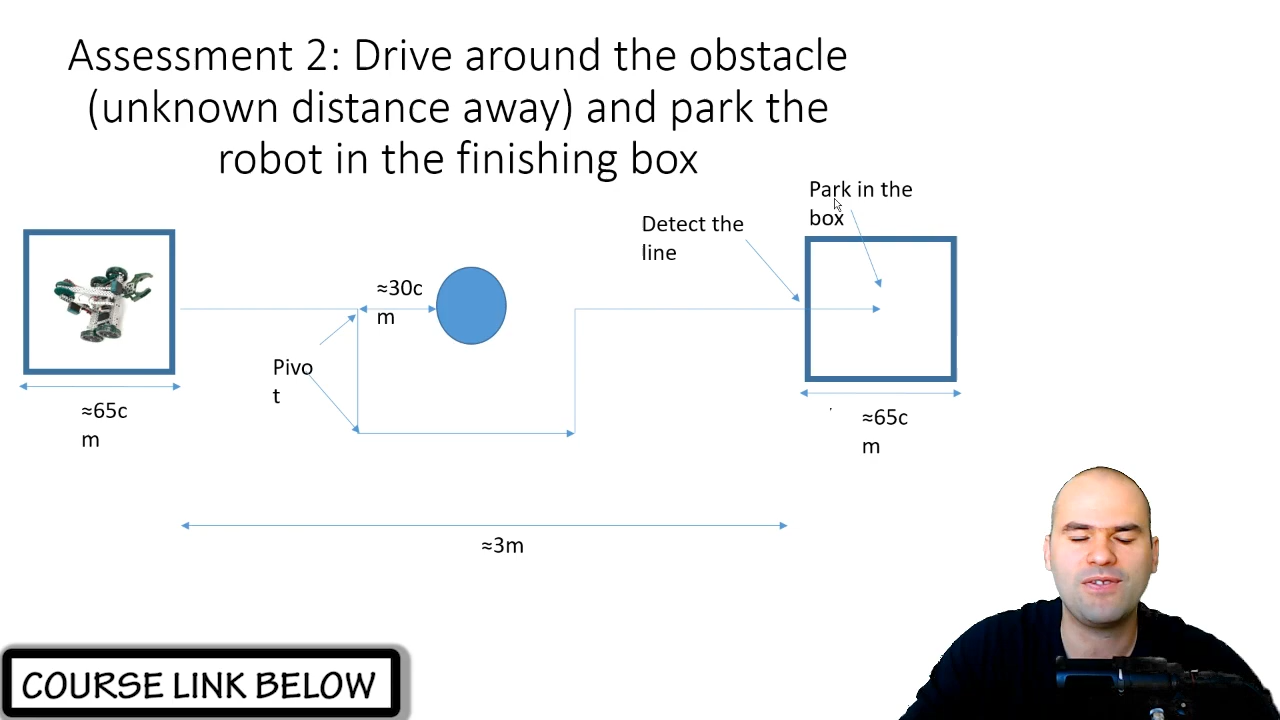 Assessment 2: Drive around the obstacle
(unknown distance away) and park the
robot in the finishing box
Park in the
box
Detect the
line
≈30c
m
Pivo
t
≈65c
m
≈65c
m
≈3m
COURSE LINK BELOW